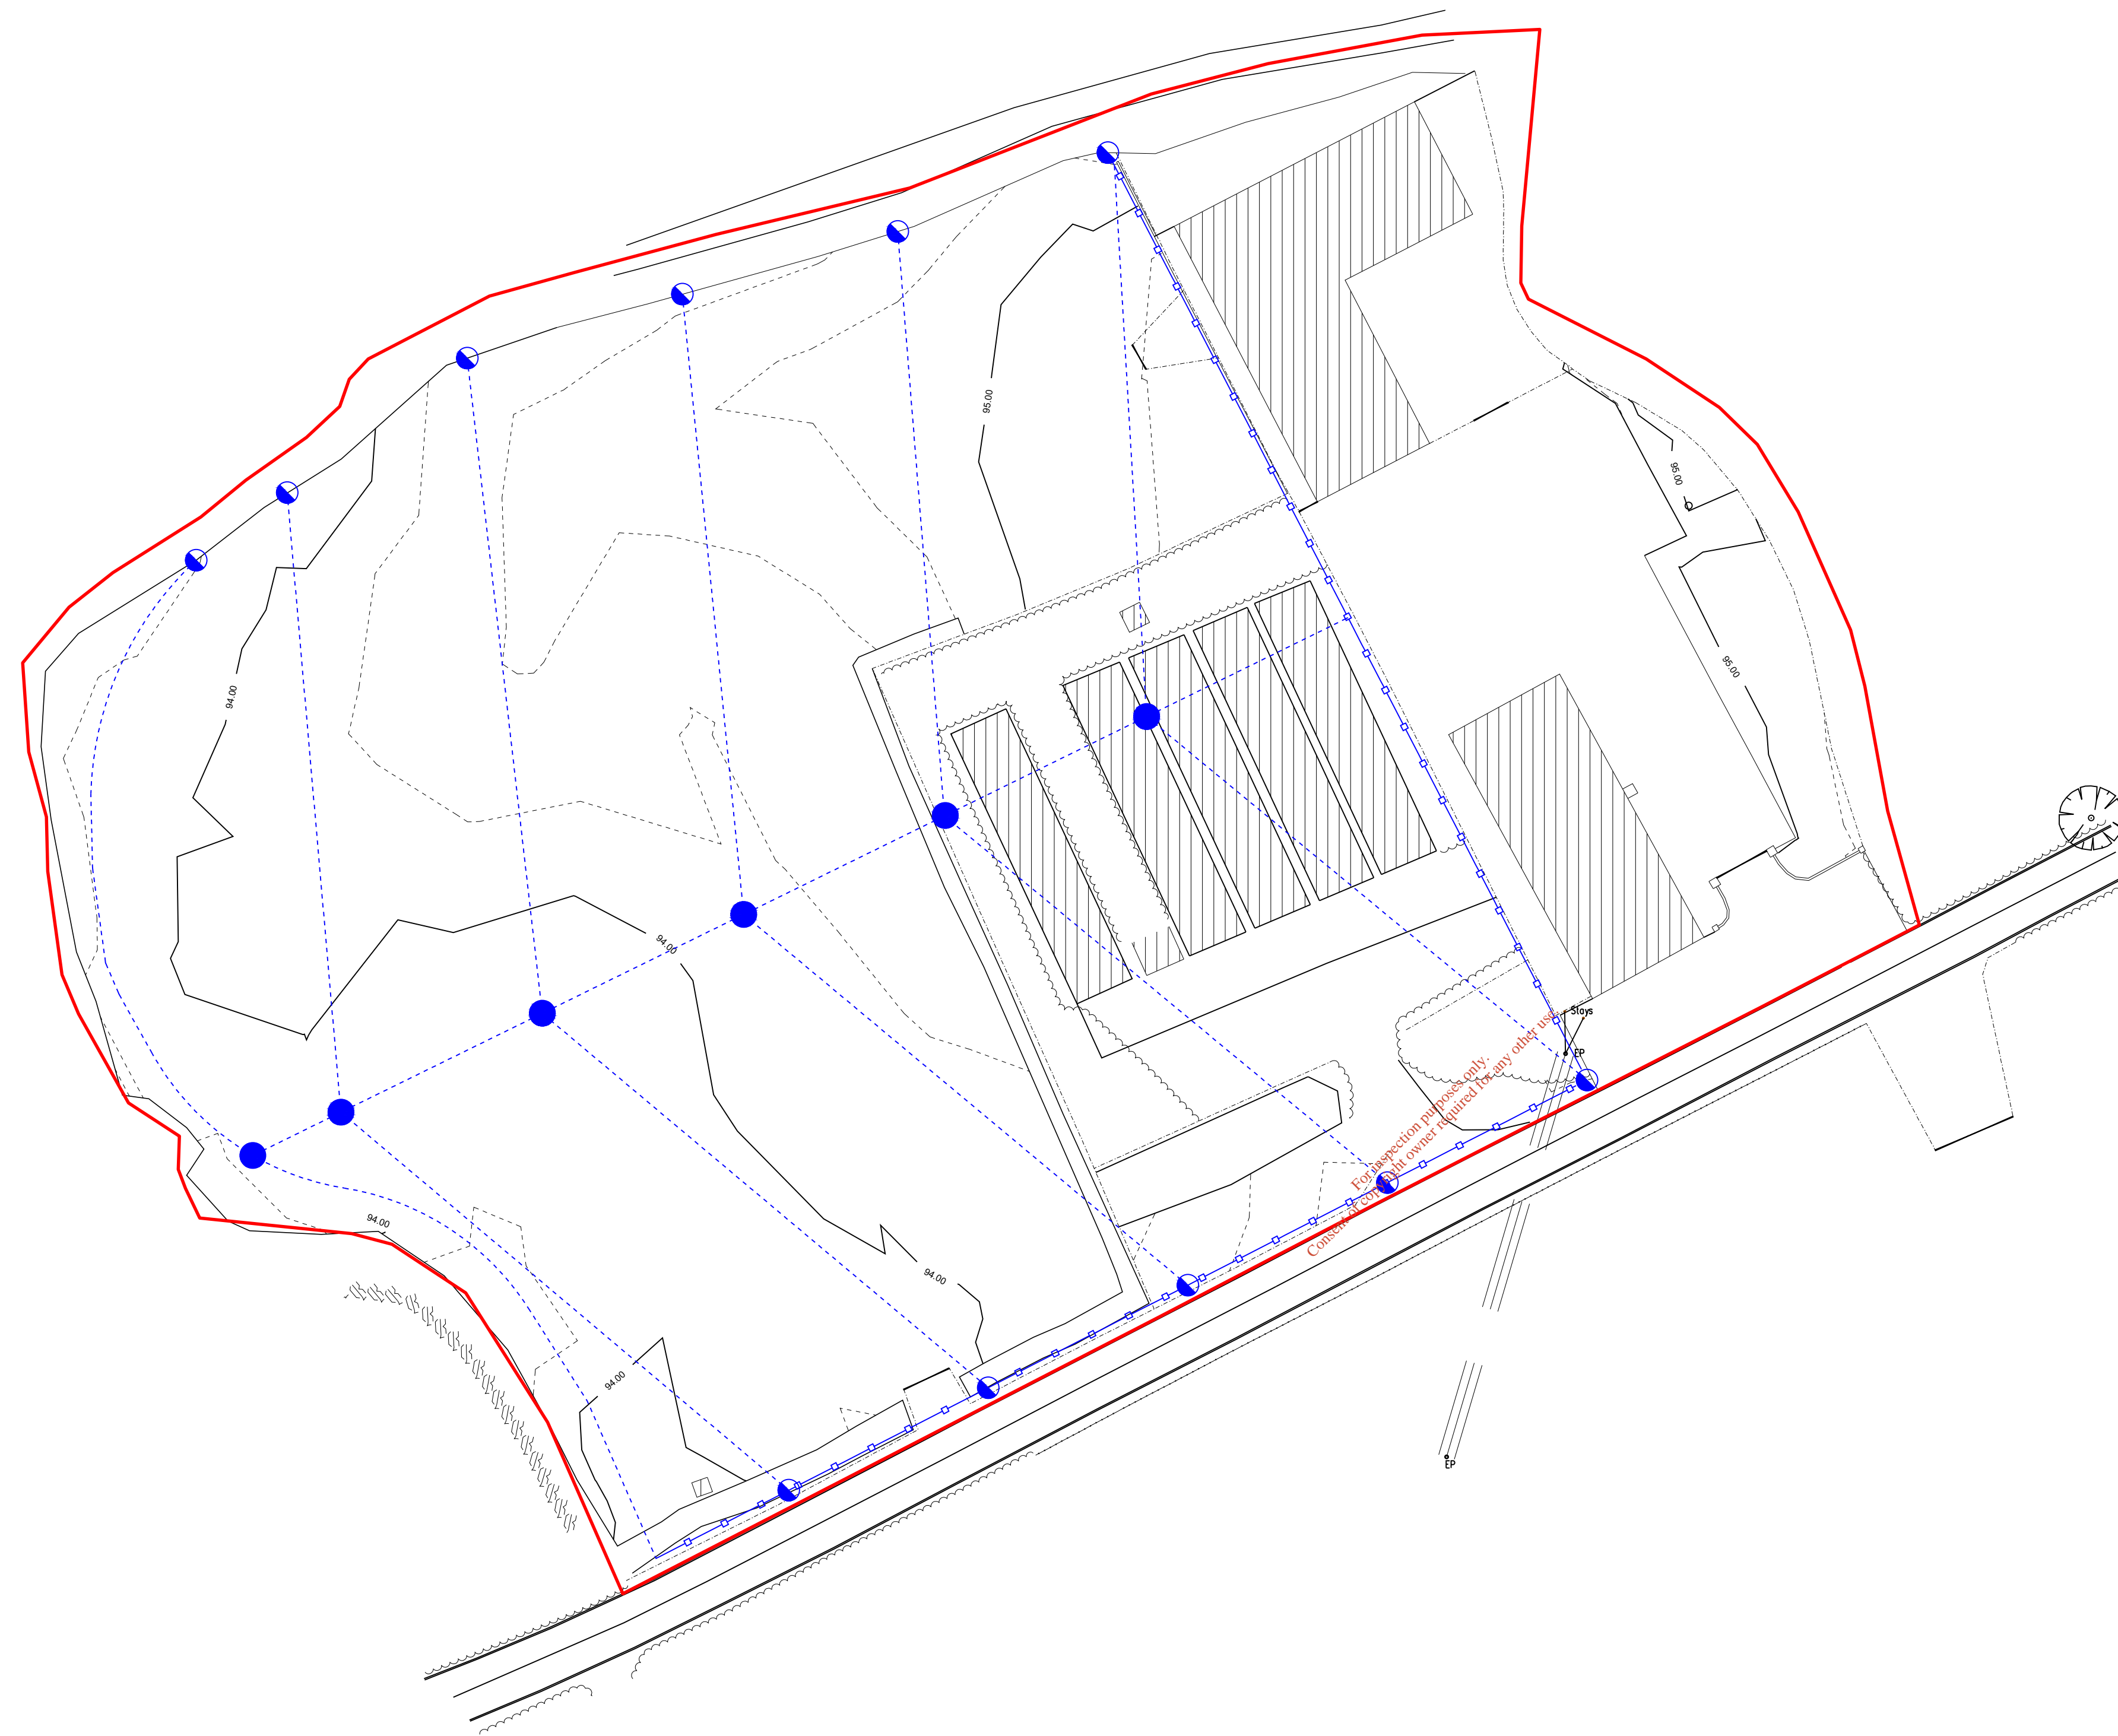 95.00
95.00
94.00
95.00
94.00
Stays
EP
For inspection purposes only.
Consent of copyright owner required for any other use.
94.00
94.00
94.00
EP